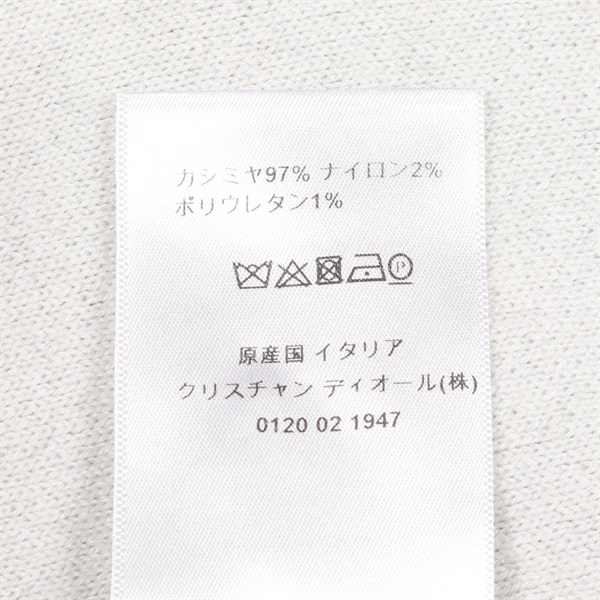 カシミヤ97% ナイロン2%
ポリウレタン1%
P
原産国 イタリア
クリスチャン ディオール(株)
0120 02 1947